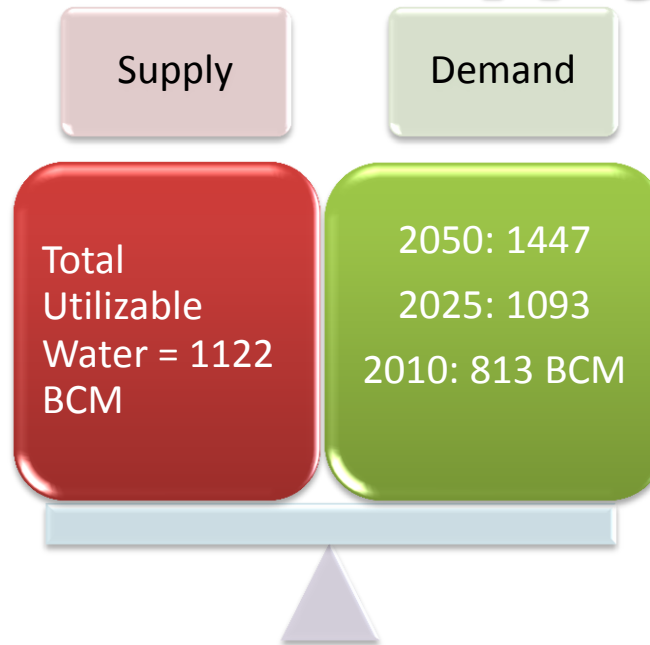 Supply
Demand
Total
Utilizable
Water = 1122
BCM
2050: 1447
2025: 1093
2010: 813 BCM